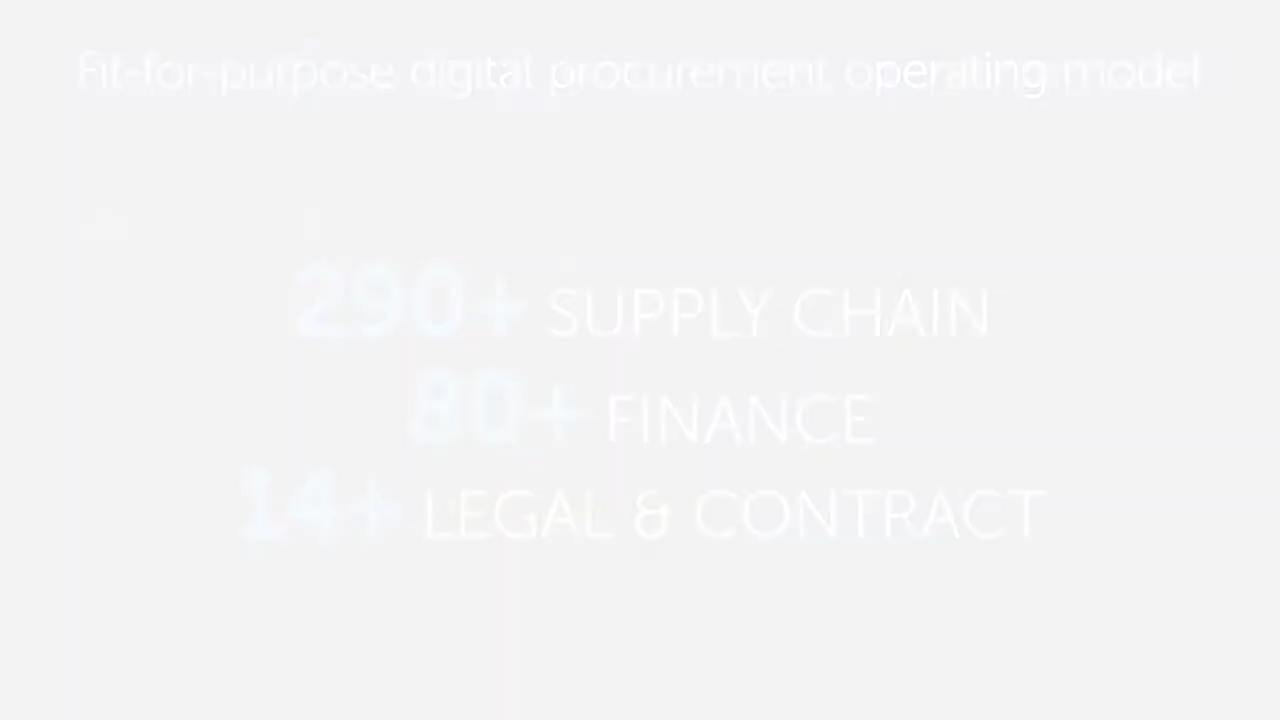 Fit-for-purpose digital procurement operating model
290+ SUPPLY CHAIN
80+ FINANCE
14+ LEGAL & CONTRACT